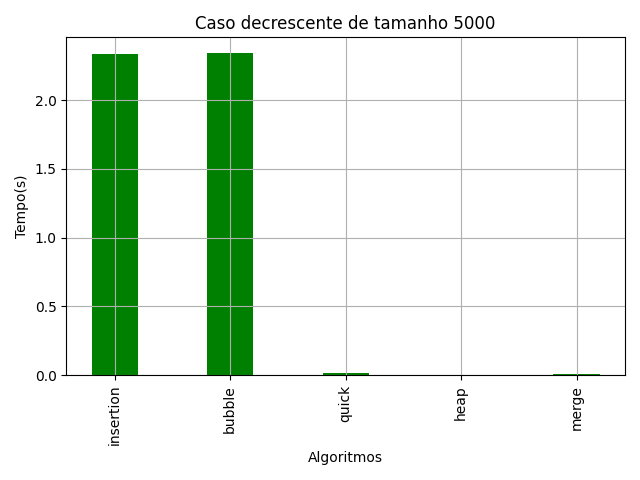 Caso decrescente de tamanho 5000
Tempo(s)
2.0
1.5
1.0
0.5
0.0
insertion
bubble
quick
heap
merge
Algoritmos